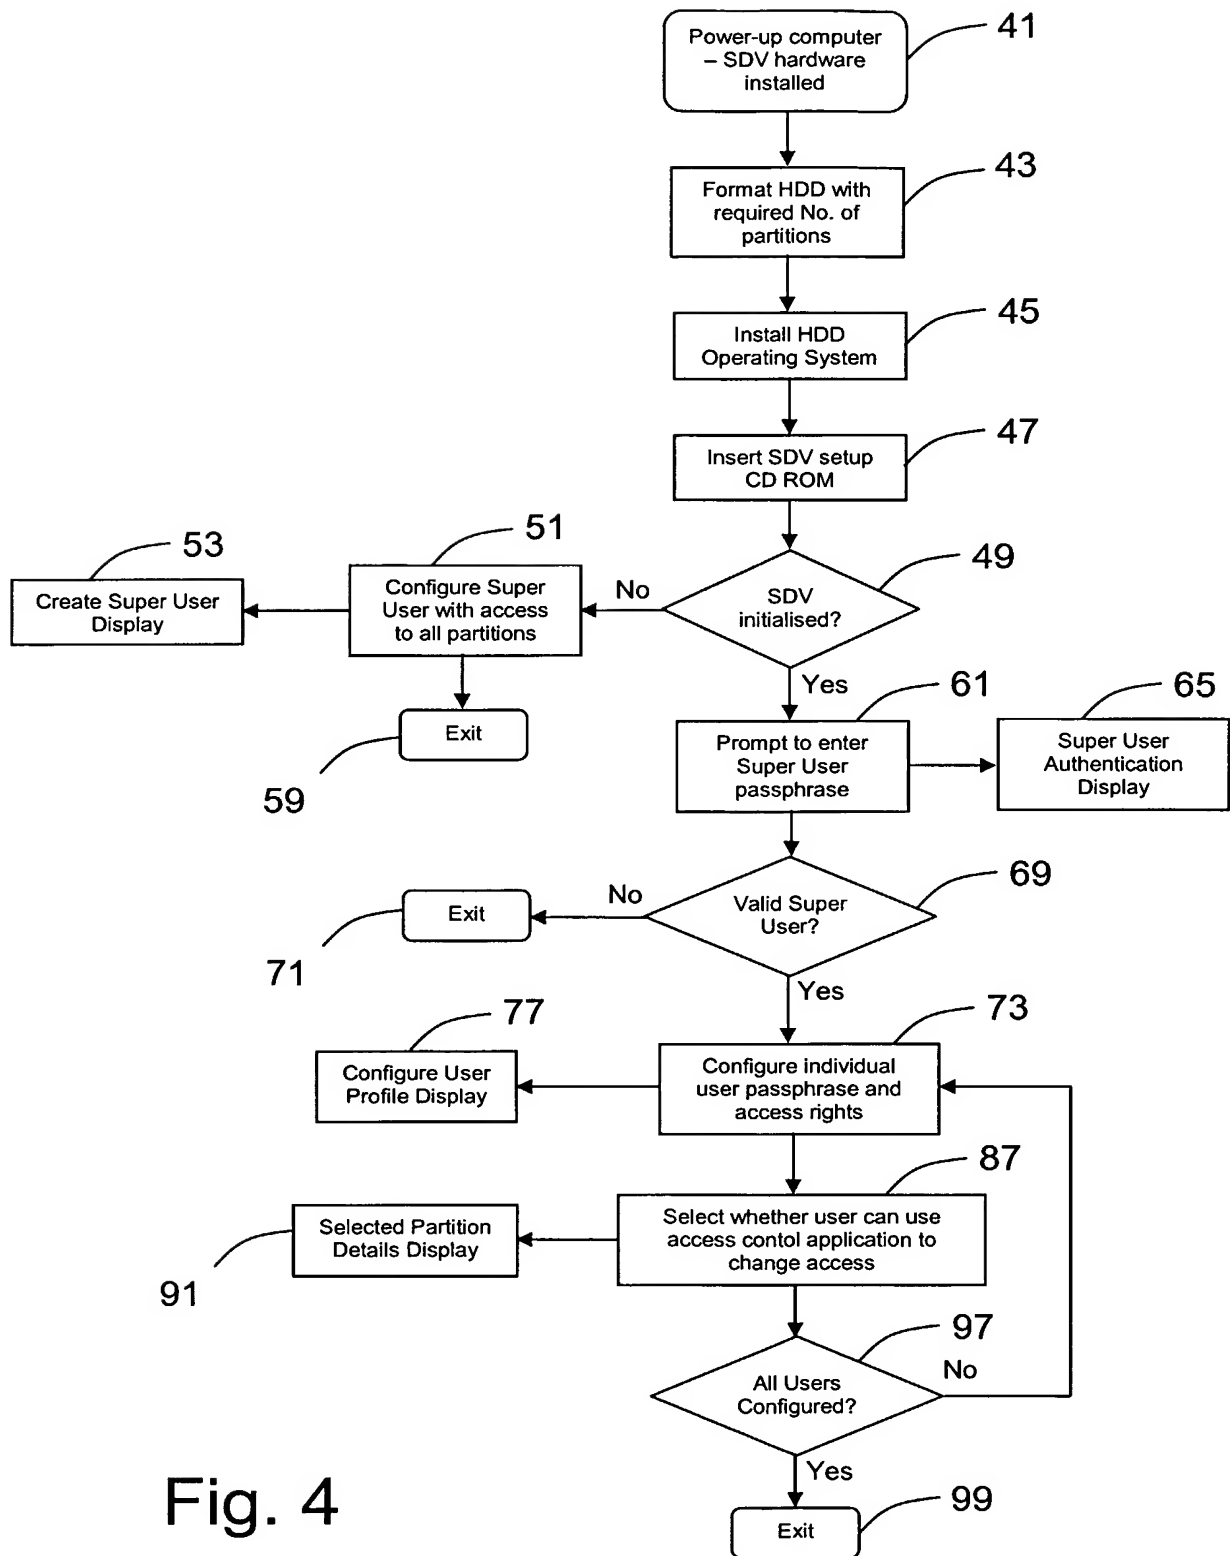 Power-up computer
– SDV hardware
installed
41
Format HDD with
required No. of
partitions
43
Install HDD
Operating System
45
Insert SDV setup
CD ROM
47
SDV
initialised?
49
No
Yes
Configure Super
User with access
to all partitions
51
Create Super User
Display
53
Exit
59
Prompt to enter
Super User
passphrase
61
Super User
Authentication
Display
65
Valid Super
User?
69
No
Yes
Exit
71
Configure individual
user passphrase and
access rights
73
Configure User
Profile Display
77
Select whether user can use
access contol application to
change access
87
Selected Partition
Details Display
91
All Users
Configured?
97
No
Yes
Exit
99
Fig. 4